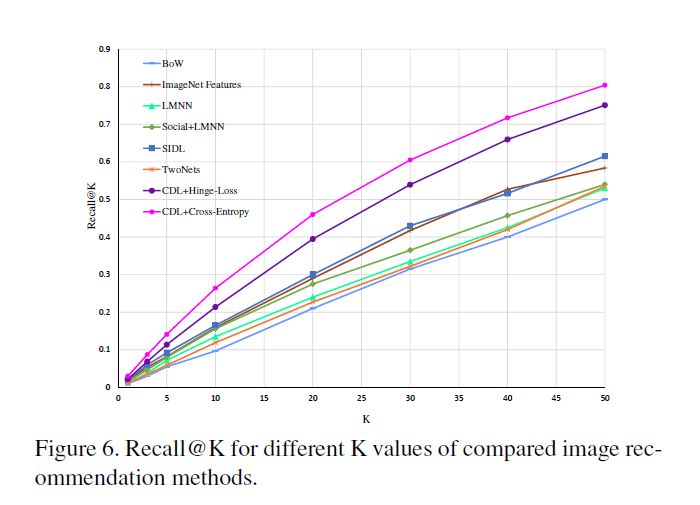 0.9
0.8
0.7
0.6
0.5
0.4
0.3
0.2
0.1
0
Recall@K
BoW
ImageNet Features
LMNN
Social+LMNN
SIDL
TwoNets
CDL+Hinge-Loss
CDL+Cross-Entropy
0 5 10 15 20 25 30 35 40 45 50
K
Figure 6. Recall@K for different K values of compared image rec-
ommendation methods.